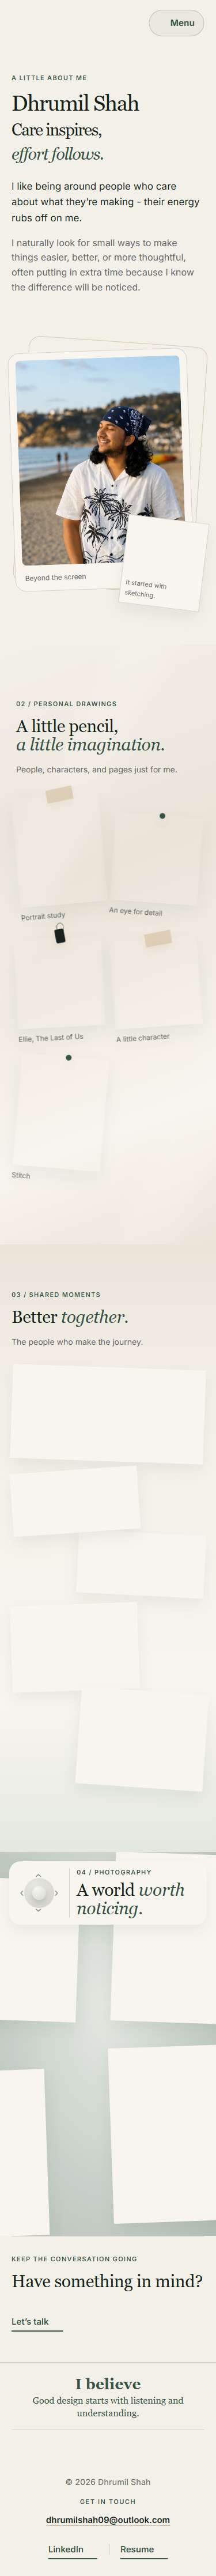 Menu
A LITTLE ABOUT ME
Dhrumil Shah
Care inspires,
effort follows.
I like being around people who care
about what they're making - their energy
rubs off on me.
I naturally look for small ways to make
things easier, better, or more thoughtful,
often putting in extra time because I know
the difference will be noticed.
Beyond the screen
It started with
sketching.
02 / PERSONAL DRAWINGS
A little pencil,
a little imagination.
People, characters, and pages just for me.
Portrait study
An eye for detail
Ellie, The Last of Us
A little character
Stitch
03 / SHARED MOMENTS
Better together.
The people who make the journey.
04 / PHOTOGRAPHY
A world worth
noticing.
KEEP THE CONVERSATION GOING
Have something in mind?
Let's talk
I believe
Good design starts with listening and
understanding.
© 2026 Dhrumil Shah
GET IN TOUCH
dhrumilshah09@outlook.com
LinkedIn
Resume